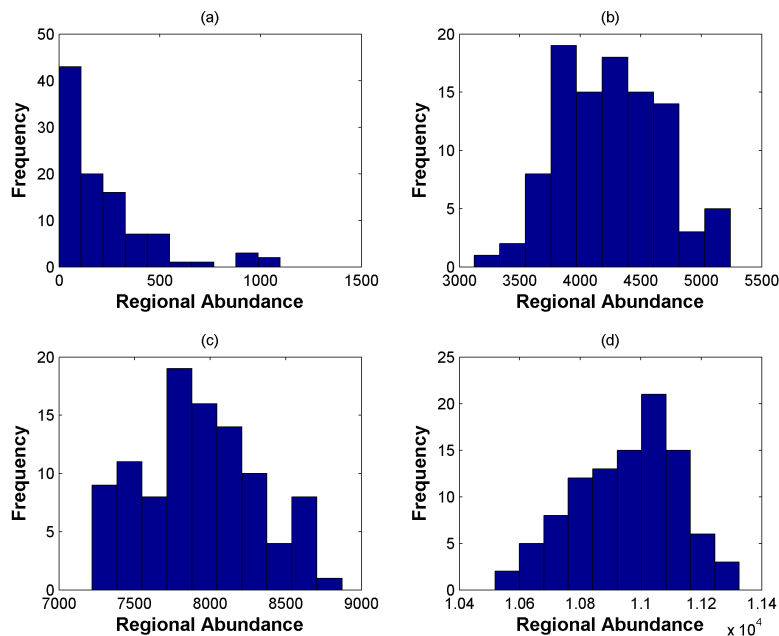 (a)
50
40
30
20
10
0
Frequency
0 500 1000 1500
Regional Abundance
(b)
20
15
10
5
0
Frequency
3000 3500 4000 4500 5000 5500
Regional Abundance
(c)
20
15
10
5
0
Frequency
7000 7500 8000 8500 9000
Regional Abundance
(d)
25
20
15
10
5
0
Frequency
1.04 1.06 1.08 1.1 1.12 1.14
Regional Abundance
x 10^4